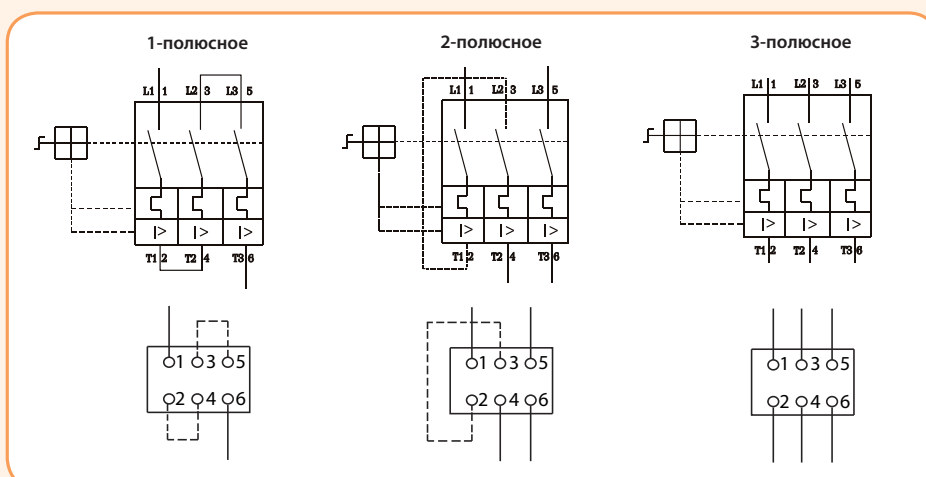 1-полюсное 2-полюсное 3-полюсное
L1 1 L2 3 L3 5 L1 1 L2 3 L3 5 L1 1 L2 3 L3 5
I> I> I> I> I> I> I> I> I>
T1 2 T2 4 T3 6 T1 2 T2 4 T3 6 T1 2 T2 4 T3 6
1 3 5 1 3 5 1 3 5
2 4 6 2 4 6 2 4 6